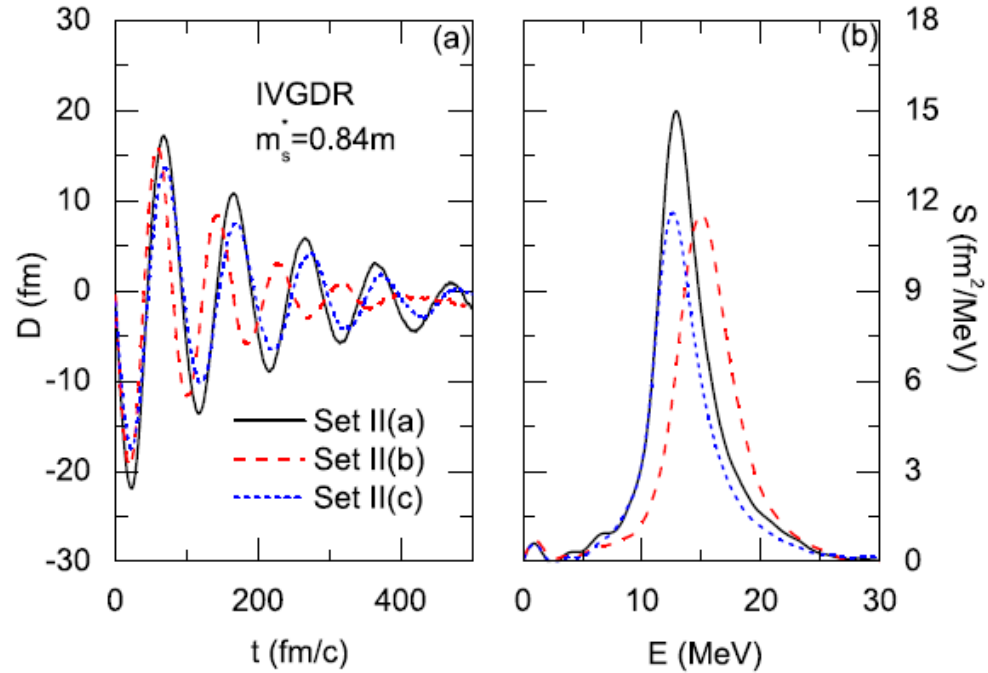 30
20
10
0
-10
-20
-30
D (fm)
(a)
IVGDR
m*s=0.84m
Set II(a)
Set II(b)
Set II(c)
0
200
400
t (fm/c)
(b)
18
15
12
9
6
3
0
S (fm²/MeV)
0
10
20
30
E (MeV)